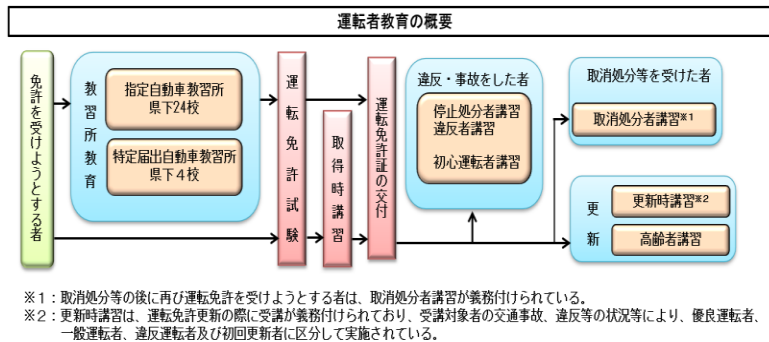 運転者教育の概要
免許を受けようとする者
教習所教育
指定自動車教習所
県下24校
特定届出自動車教習所
県下4校
運転免許試験
取得時講習
運転免許証の交付
違反・事故をした者
停止処分者講習
違反者講習
初心運転者講習
取消処分等を受けた者
取消処分者講習※1
更新
更新時講習※2
高齢者講習
※1：取消処分等の後に再び運転免許を受けようとする者は、取消処分者講習が義務付けられている。
※2：更新時講習は、運転免許更新の際に受講が義務付けられており、受講対象者の交通事故、違反等の状況等により、優良運転者、
一般運転者、違反運転者及び初回更新者に区分して実施されている。